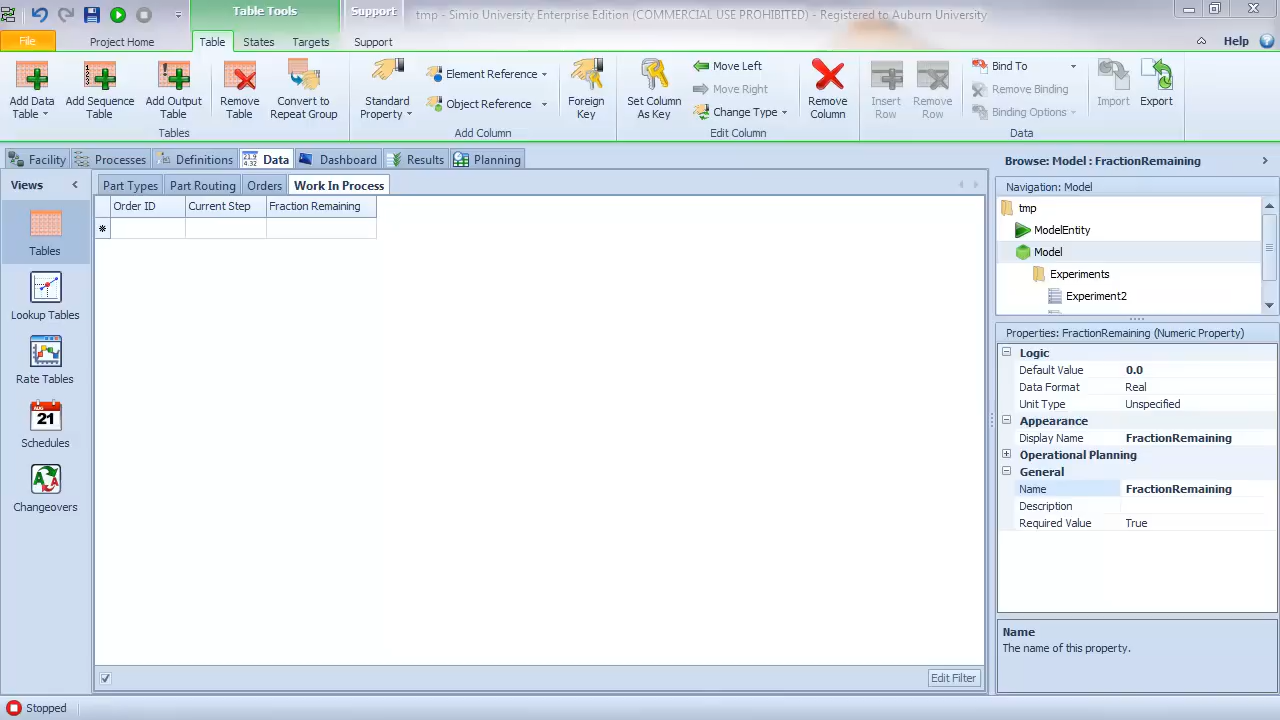 Table Tools
Support
tmp - Simio University Enterprise Edition (COMMERCIAL USE PROHIBITED) - Registered to Auburn University
File
Project Home
Table
States
Targets
Support
Help
Add Data
Table
Add Sequence
Table
Add Output
Table
Remove
Table
Convert to
Repeat Group
Tables
Standard
Property
Element Reference
Object Reference
Foreign
Key
Add Column
Set Column
As Key
Move Left
Move Right
Change Type
Remove
Column
Edit Column
Insert
Row
Remove
Row
Bind To
Remove Binding
Binding Options
Import
Export
Data
Facility
Processes
Definitions
21.9
4.32
Data
Dashboard
Results
Planning
Views
Tables
Lookup Tables
Rate Tables
AUG
21
Schedules
Changeovers
Part Types
Part Routing
Orders
Work In Process
Order ID
Current Step
Fraction Remaining
Edit Filter
Browse: Model : FractionRemaining
Navigation: Model
tmp
ModelEntity
Model
Experiments
Experiment2
Properties: FractionRemaining (Numeric Property)
Logic
Default Value 0.0
Data Format Real
Unit Type Unspecified
Appearance
Display Name FractionRemaining
Operational Planning
General
Name FractionRemaining
Description
Required Value True
Name
The name of this property.
Stopped